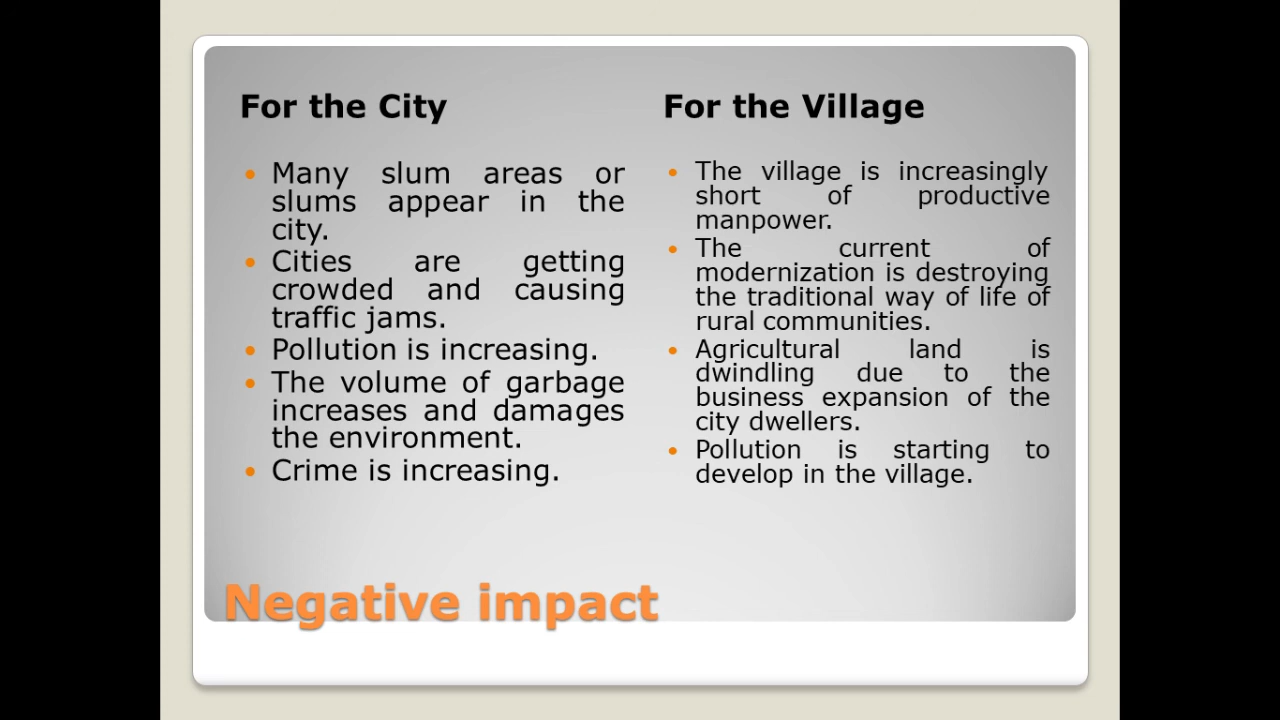 For the City
Many slum areas or
slums appear in the
city.
Cities are getting
crowded and causing
traffic jams.
Pollution is increasing.
The volume of garbage
increases and damages
the environment.
Crime is increasing.
For the Village
The village is increasingly
short of productive
manpower.
The current of
modernization is destroying
the traditional way of life of
rural communities.
Agricultural land is
dwindling due to the
business expansion of the
city dwellers.
Pollution is starting to
develop in the village.
Negative impact